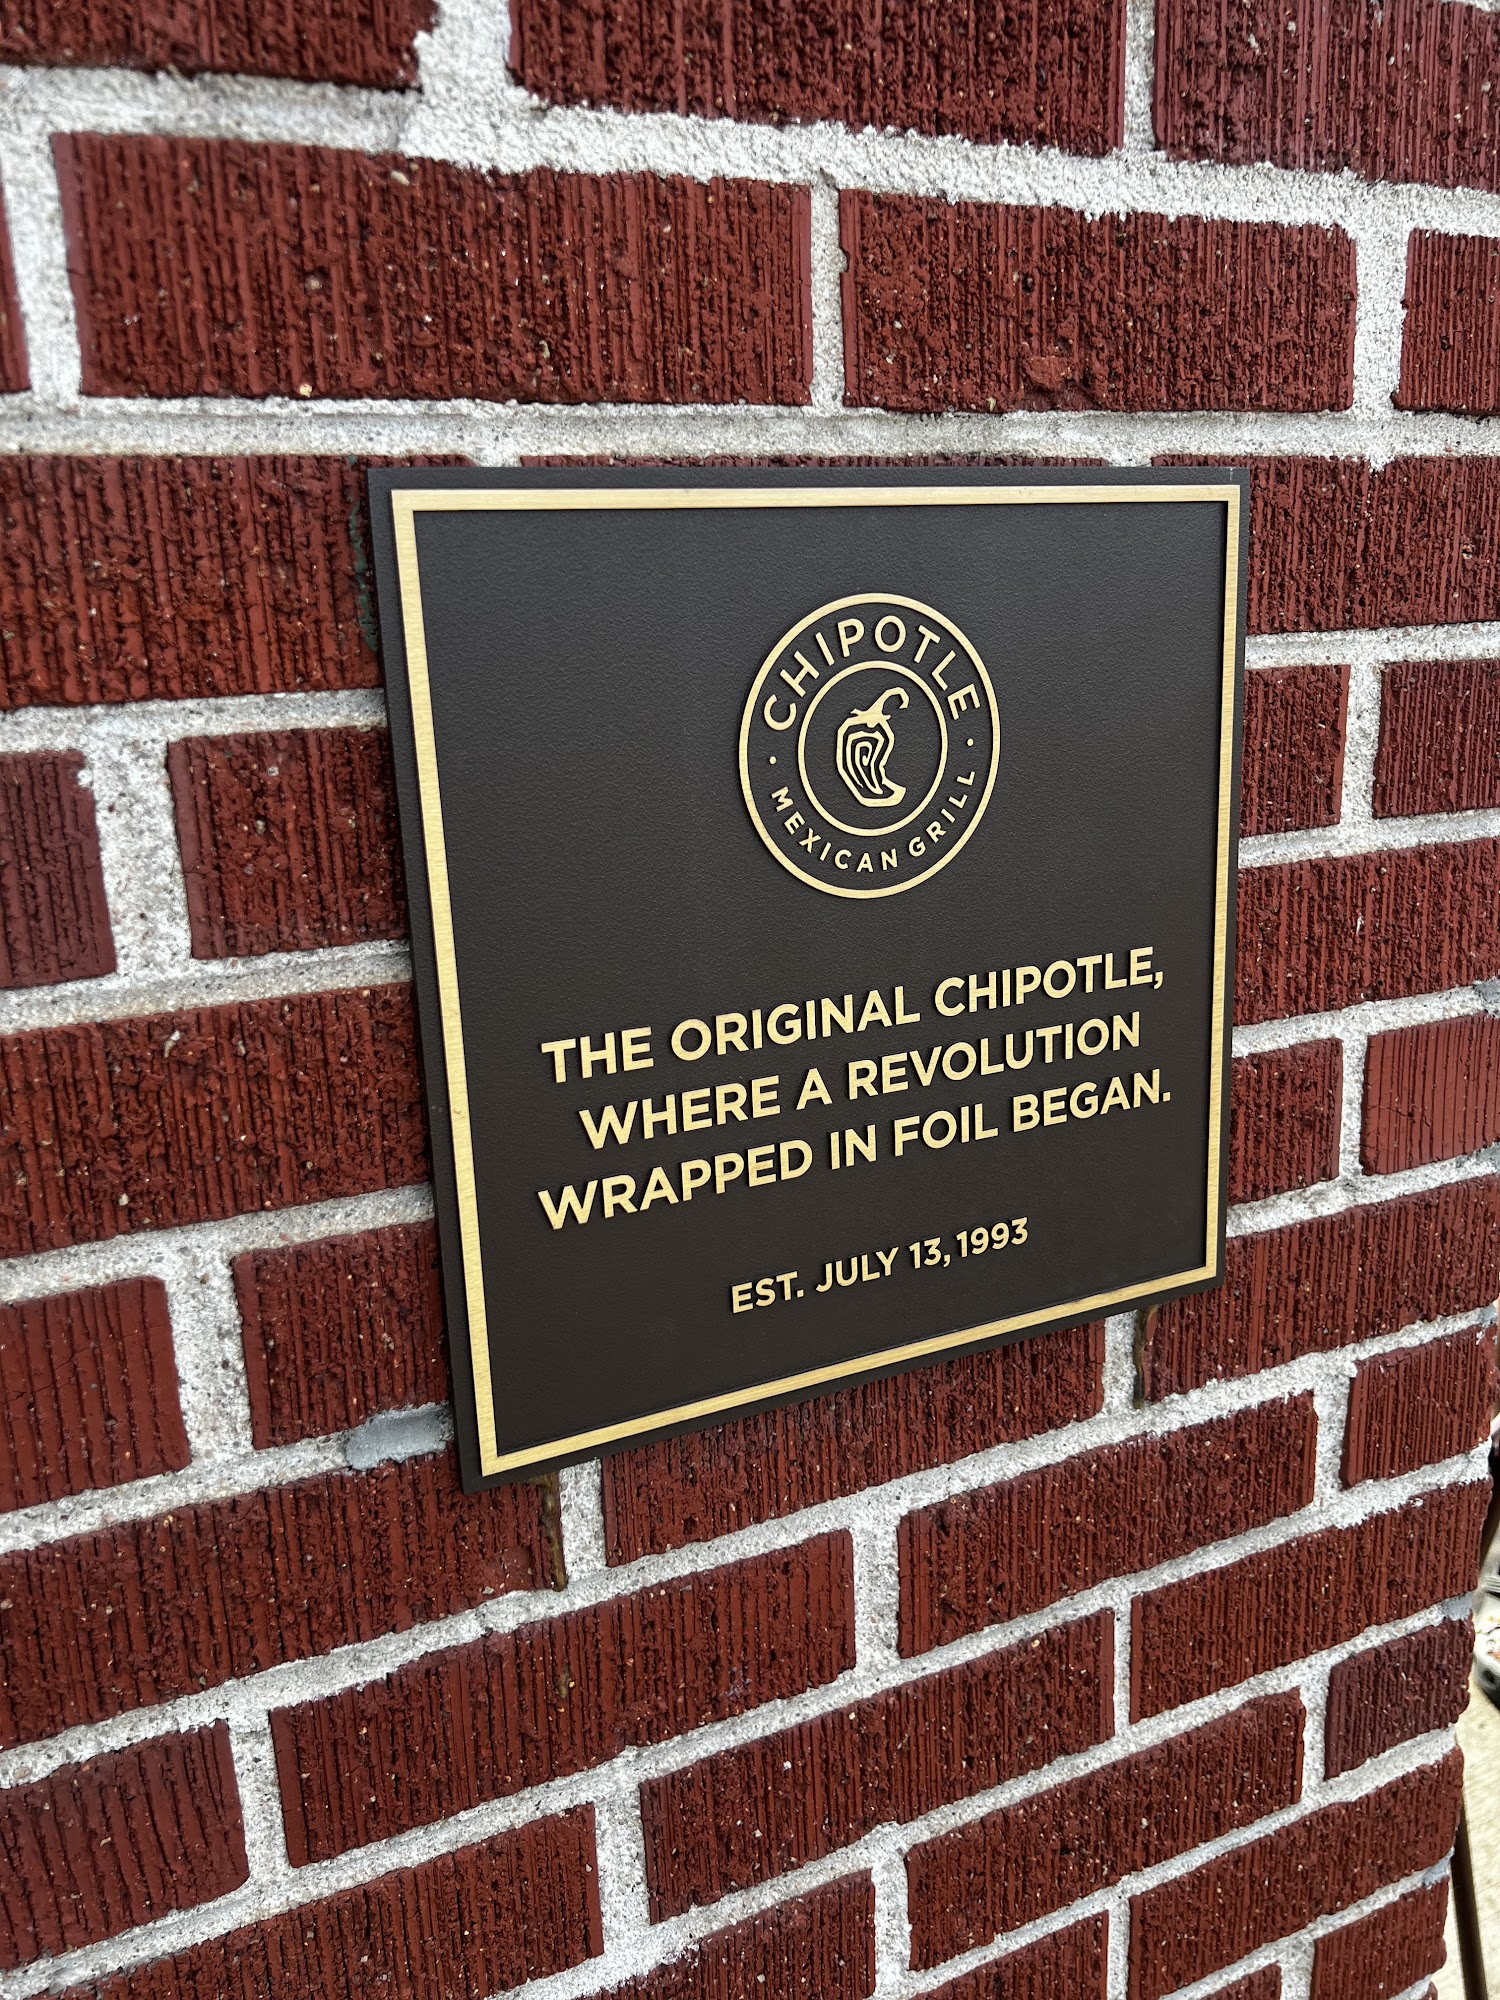 CHIPOTLE
· MEXICAN GRILL ·
THE ORIGINAL CHIPOTLE,
WHERE A REVOLUTION
WRAPPED IN FOIL BEGAN.
EST. JULY 13, 1993